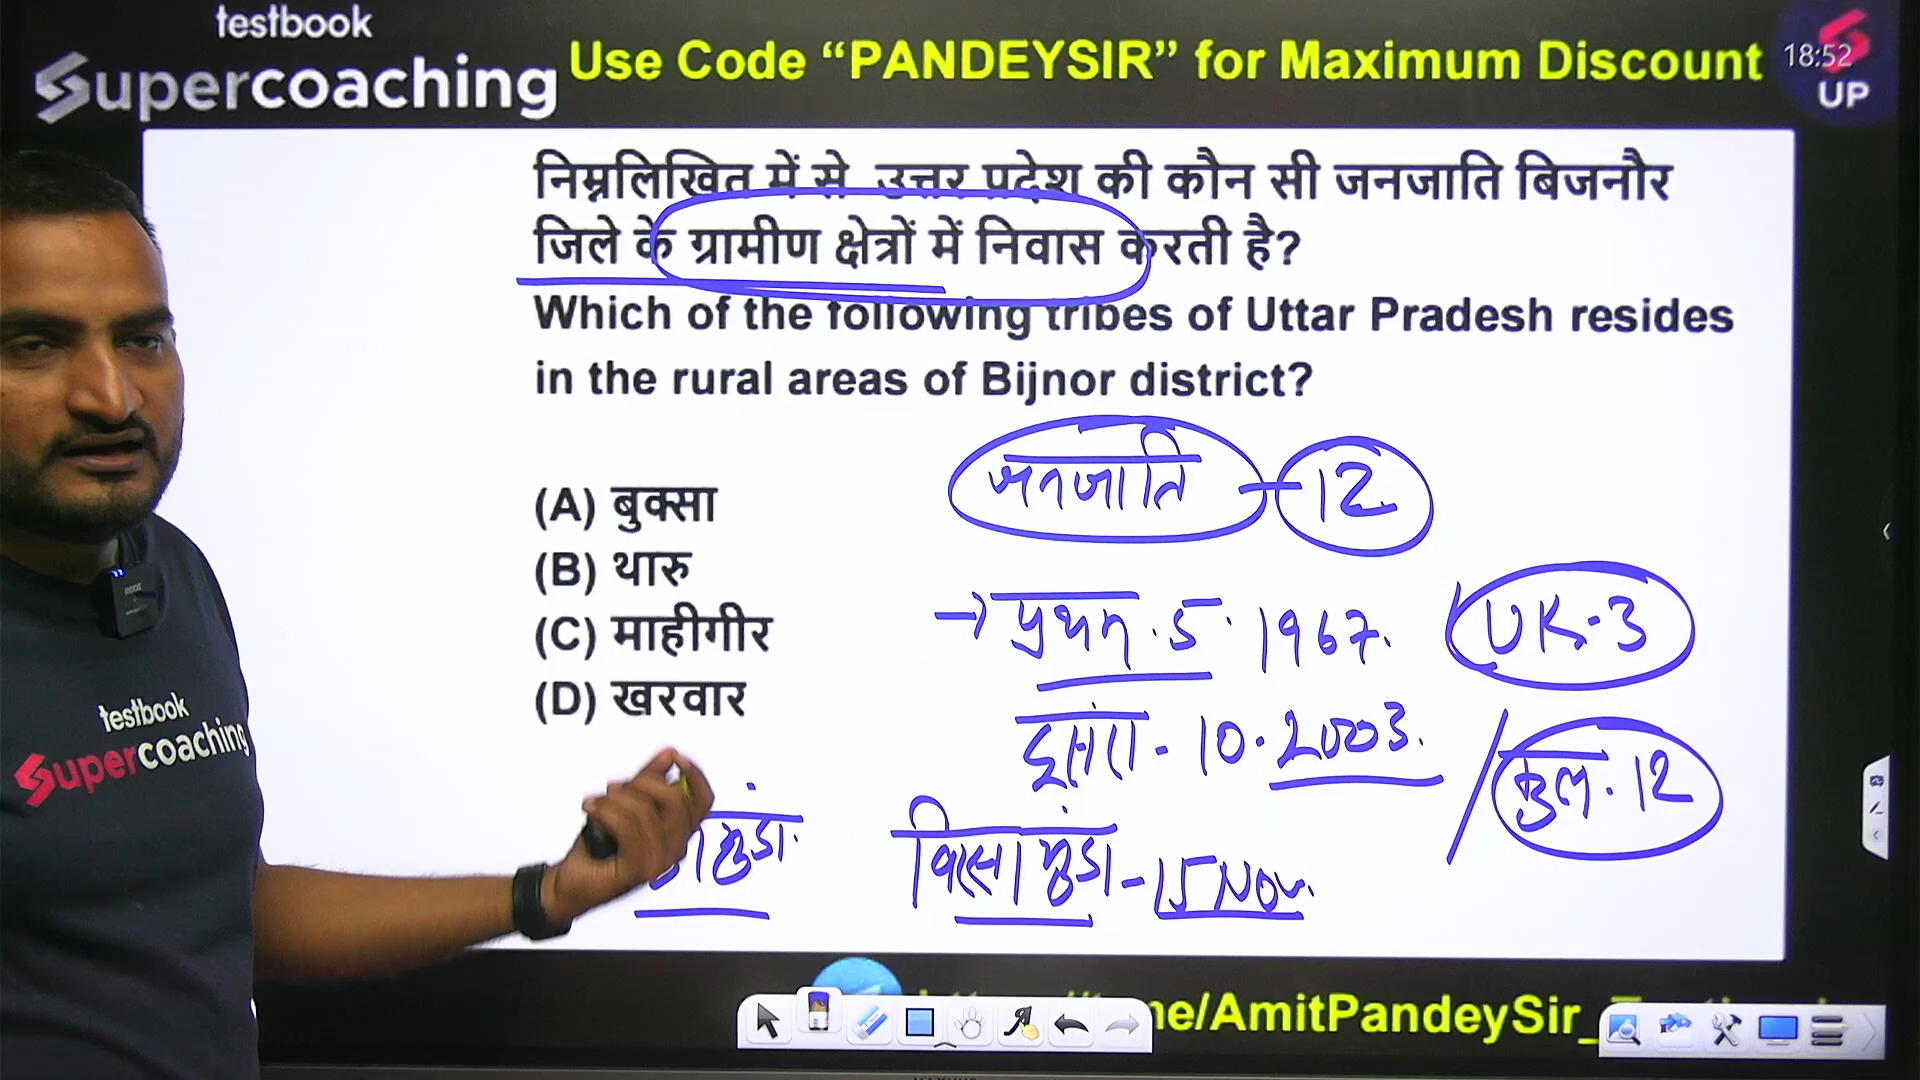 testbook
Supercoaching
Use Code “PANDEYSIR” for Maximum Discount
18:52
UP
निम्नलिखित में से उत्तर प्रदेश की कौन सी जनजाति बिजनौर
जिले के ग्रामीण क्षेत्रों में निवास करती है?
Which of the following tribes of Uttar Pradesh resides
in the rural areas of Bijnor district?
(A) बुक्सा
(B) थारु
(C) माहीगीर
(D) खरवार
जनजाति - 12
→ प्रथम . 5 . 1967.
UK-3
10 . 2003.
कुल . 12
मुंडा - 15 Nov.
testbook
Supercoaching
me/AmitPandeySir_